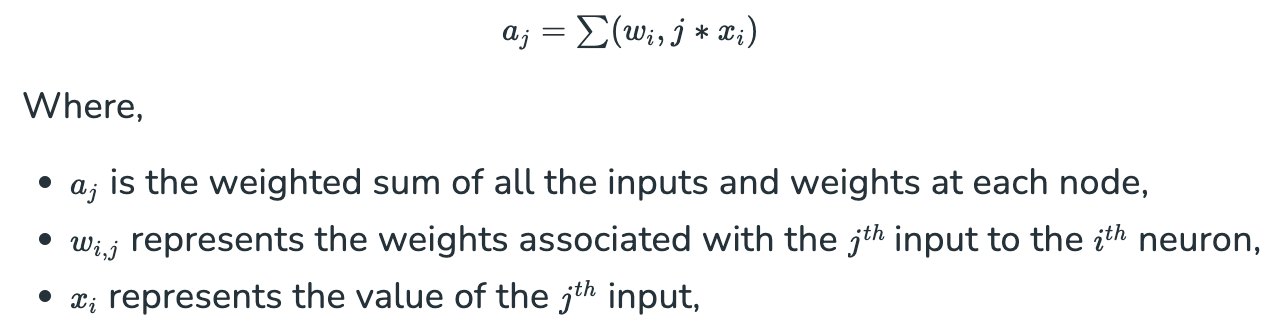 a_j = ∑(w_i, j * x_i)
Where,
• a_j is the weighted sum of all the inputs and weights at each node,
• w_{i,j} represents the weights associated with the j^{th} input to the i^{th} neuron,
• x_i represents the value of the j^{th} input,